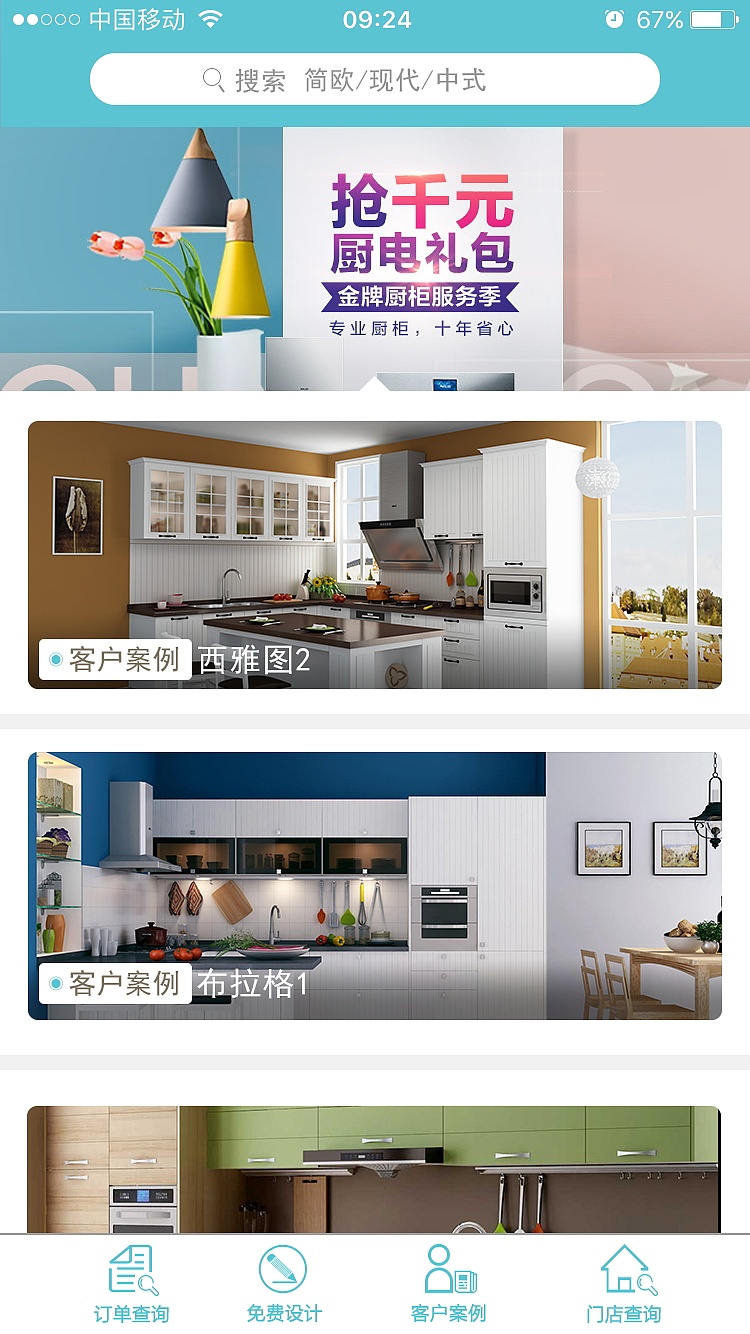 中国移动
09:24
67%
搜索 简欧/现代/中式
抢千元
厨电礼包
金牌厨柜服务季
专业厨柜，十年省心
客户案例 西雅图2
客户案例 布拉格1
订单查询
免费设计
客户案例
门店查询